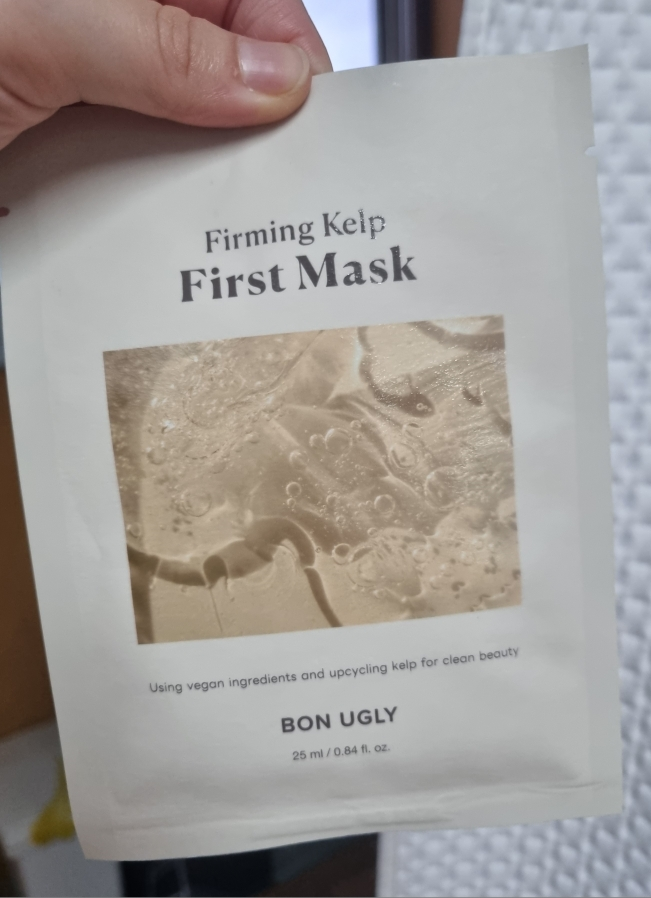 Firming Kelp
First Mask
Using vegan ingredients and upcycling kelp for clean beauty
BON UGLY
25 ml / 0.84 fl. oz.